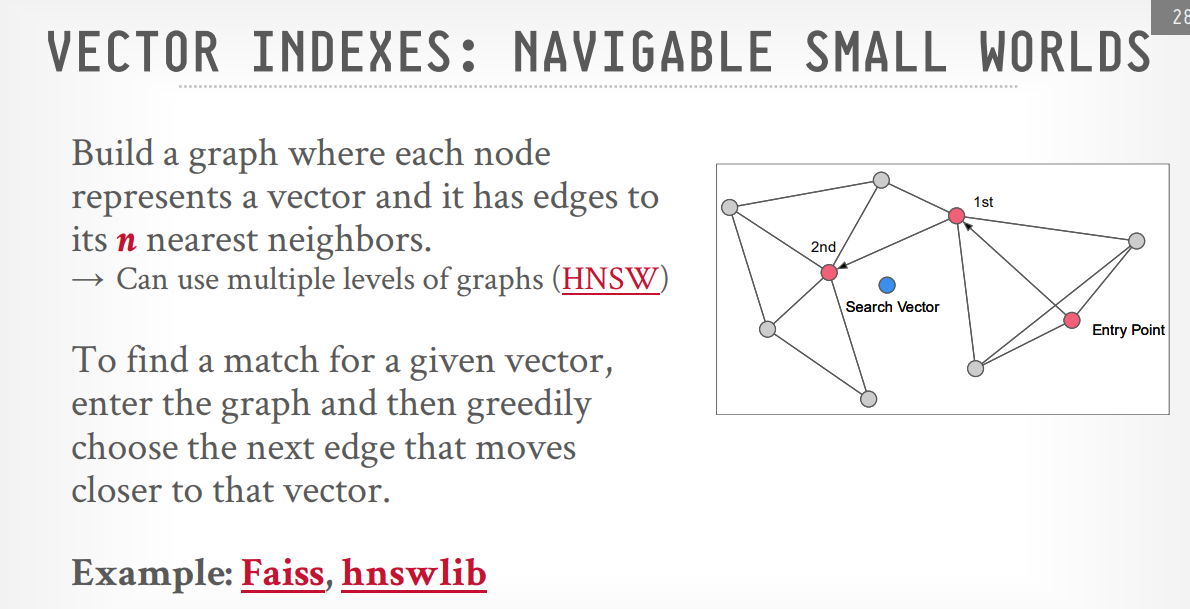 28
VECTOR INDEXES: NAVIGABLE SMALL WORLDS
Build a graph where each node
represents a vector and it has edges to
its n nearest neighbors.
→ Can use multiple levels of graphs (HNSW)
To find a match for a given vector,
enter the graph and then greedily
choose the next edge that moves
closer to that vector.
Example: Faiss, hnswlib
1st
2nd
Search Vector
Entry Point